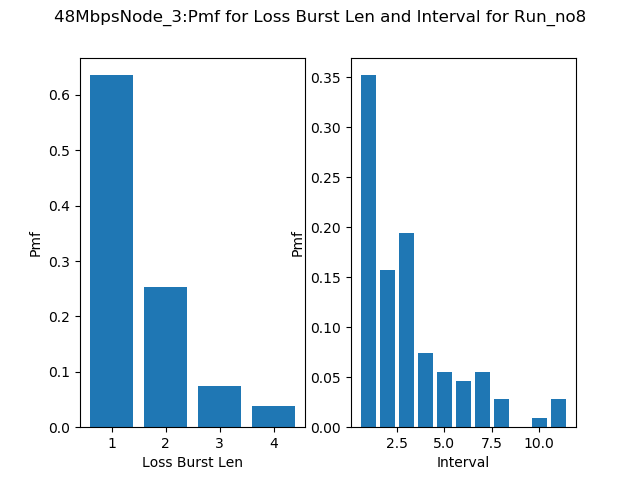 48MbpsNode_3:Pmf for Loss Burst Len and Interval for Run_no8
0.6
0.5
0.4
0.3
0.2
0.1
0.0
Pmf
1 2 3 4
Loss Burst Len
0.35
0.30
0.25
0.20
0.15
0.10
0.05
0.00
Pmf
2.5 5.0 7.5 10.0
Interval